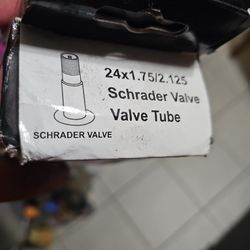 24x1.75/2.125
Schrader Valve
Valve Tube
SCHRADER VALVE